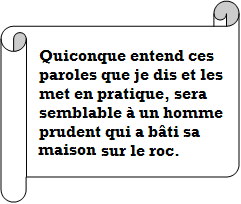 Quiconque entend ces
paroles que je dis et les
met en pratique, sera
semblable à un homme
prudent qui a bâti sa
maison sur le roc.